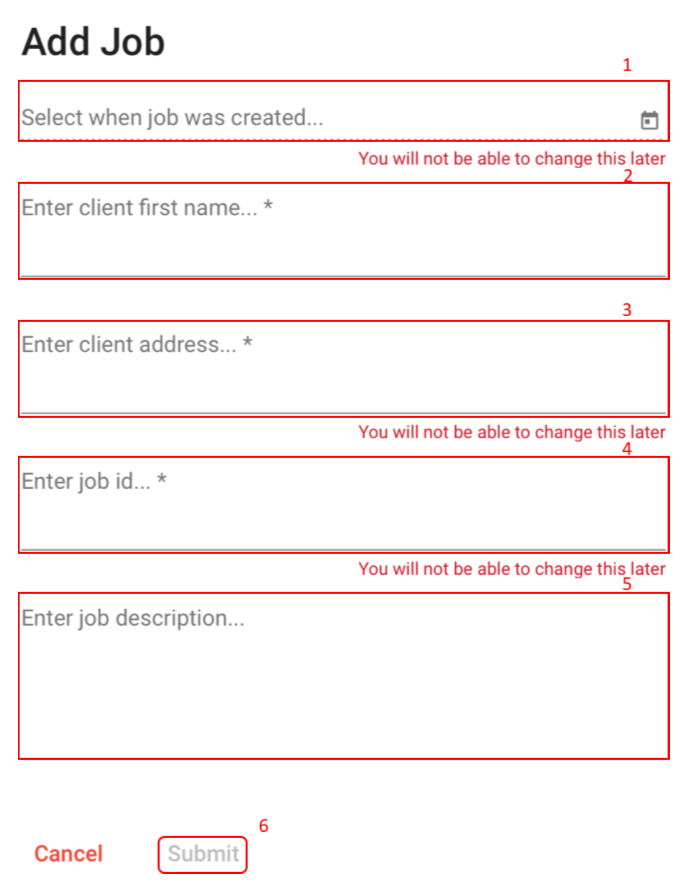 Add Job
1
Select when job was created...
You will not be able to change this later
2
Enter client first name... *
3
Enter client address... *
You will not be able to change this later
4
Enter job id... *
You will not be able to change this later
5
Enter job description...
6
Cancel Submit